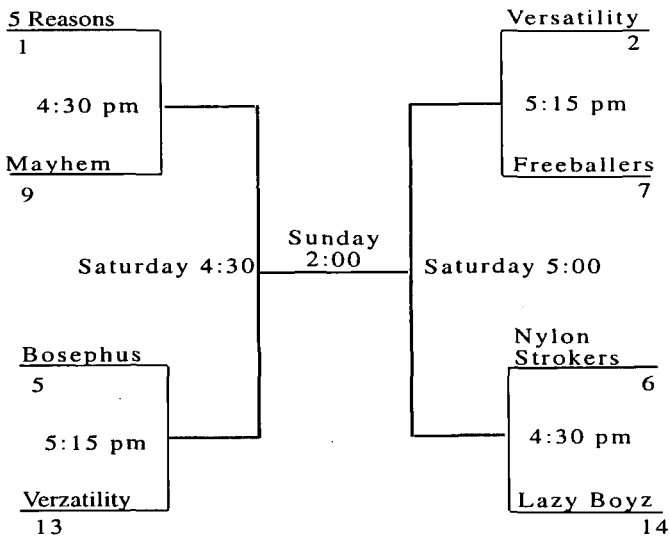 5 Reasons
1
4:30 pm
Mayhem
9
Saturday 4:30
Bosephus
5
5:15 pm
Verzatility
13
Sunday
2:00
Versatility
2
5:15 pm
Freeballers
7
Saturday 5:00
Nylon
Strokers
6
4:30 pm
Lazy Boyz
14